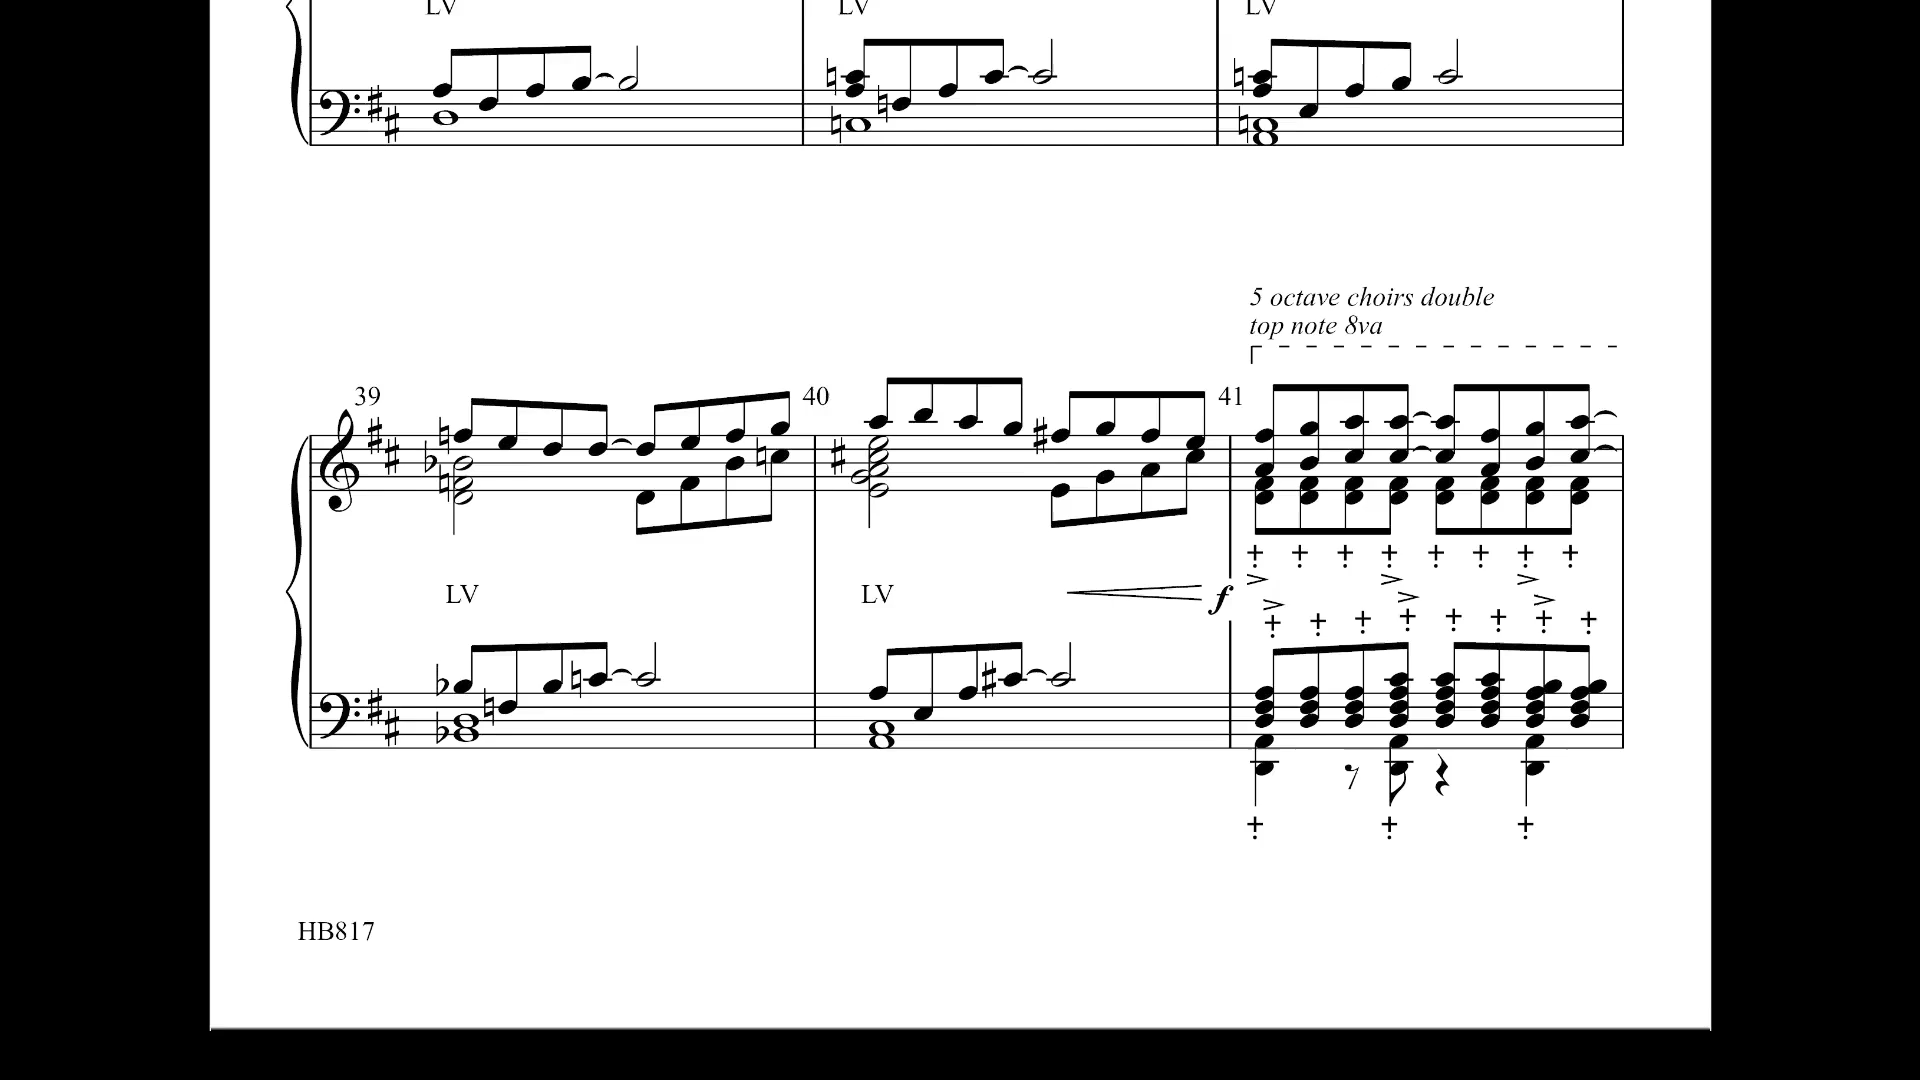 LV LV LV
5 octave choirs double
top note 8va
39 40 41
LV LV f
HB817